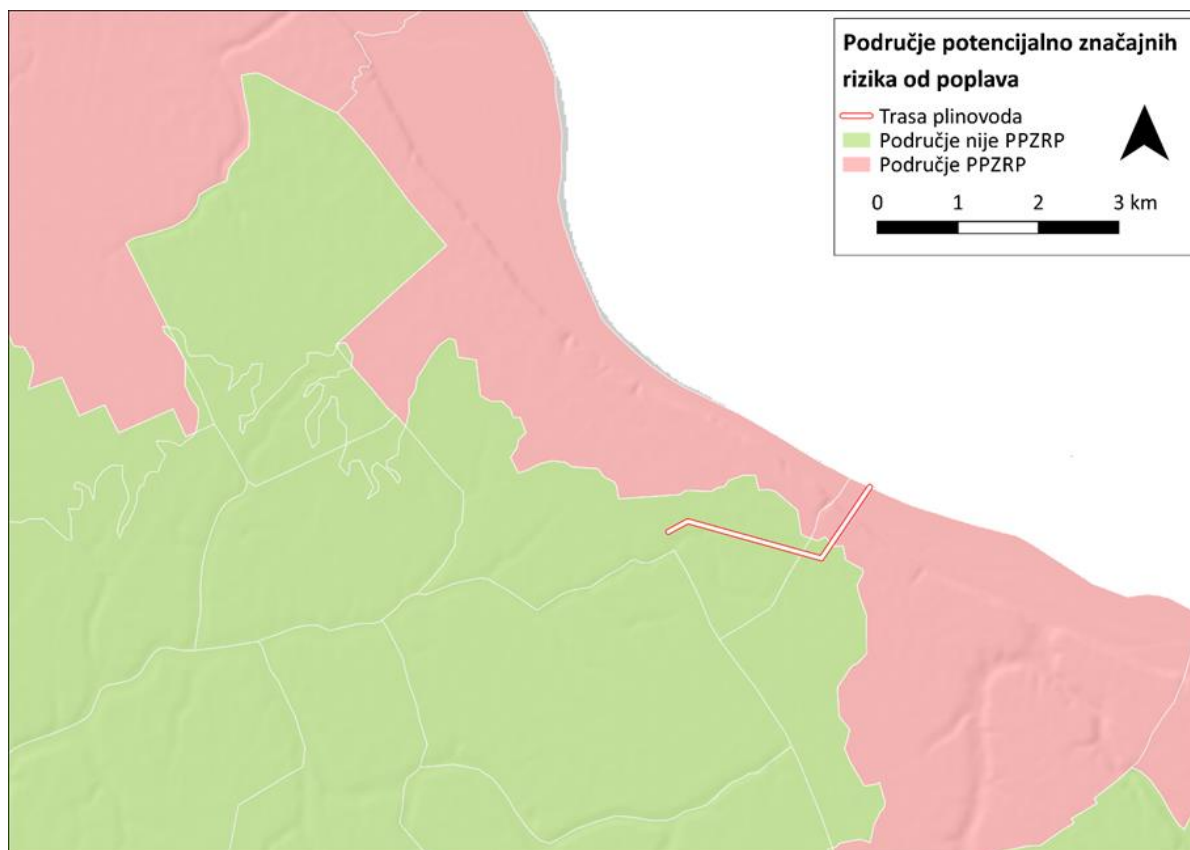 Područje potencijalno značajnih
rizika od poplava
Trasa plinovoda
Područje nije PPZRP
Područje PPZRP
0 1 2 3 km